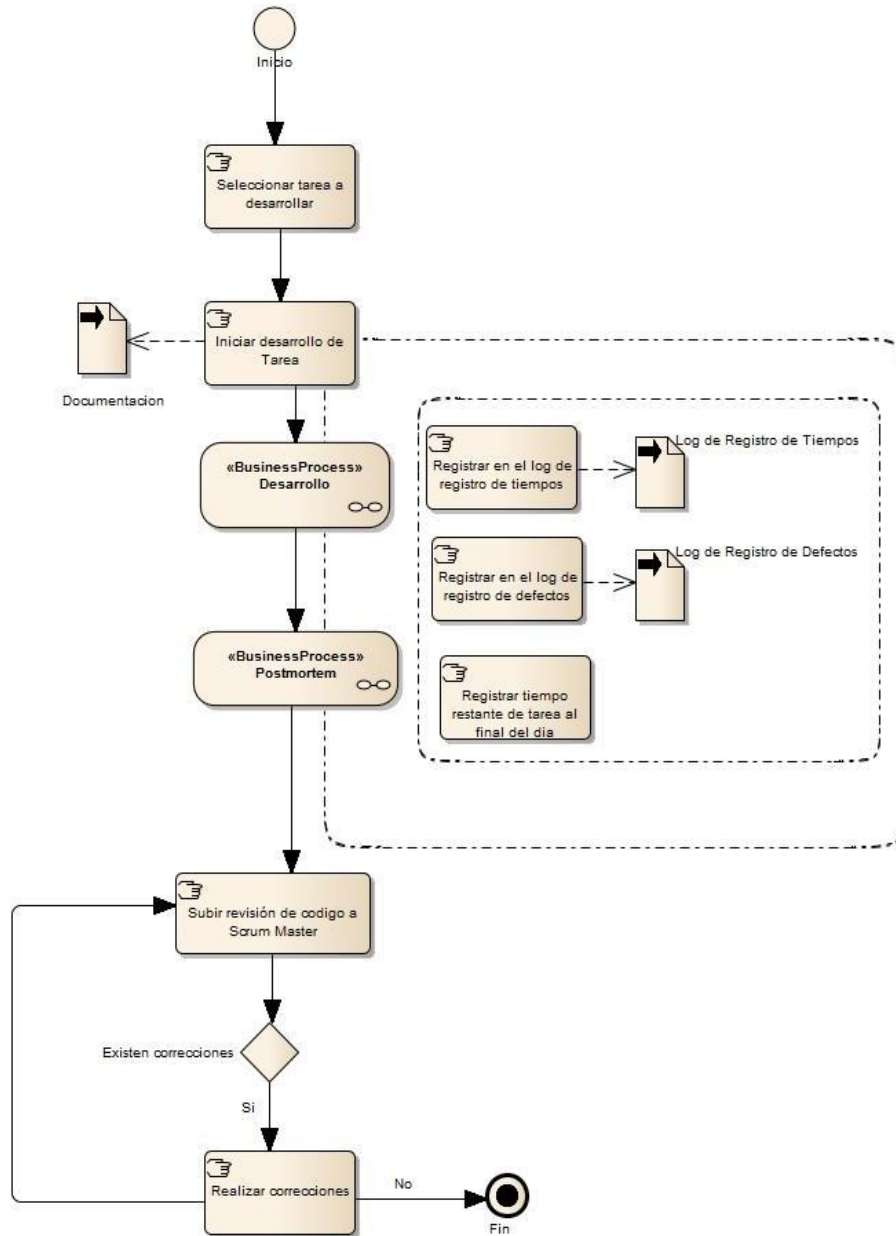 Inicio
Seleccionar tarea a
desarrollar
Iniciar desarrollo de
Tarea
Documentacion
«BusinessProcess»
Desarrollo
Registrar en el log de
registro de tiempos
Log de Registro de Tiempos
Registrar en el log de
registro de defectos
Log de Registro de Defectos
«BusinessProcess»
Postmortem
Registrar tiempo
restante de tarea al
final del dia
Subir revisión de codigo a
Scrum Master
Existen correcciones
Si
Realizar correcciones
No
Fin